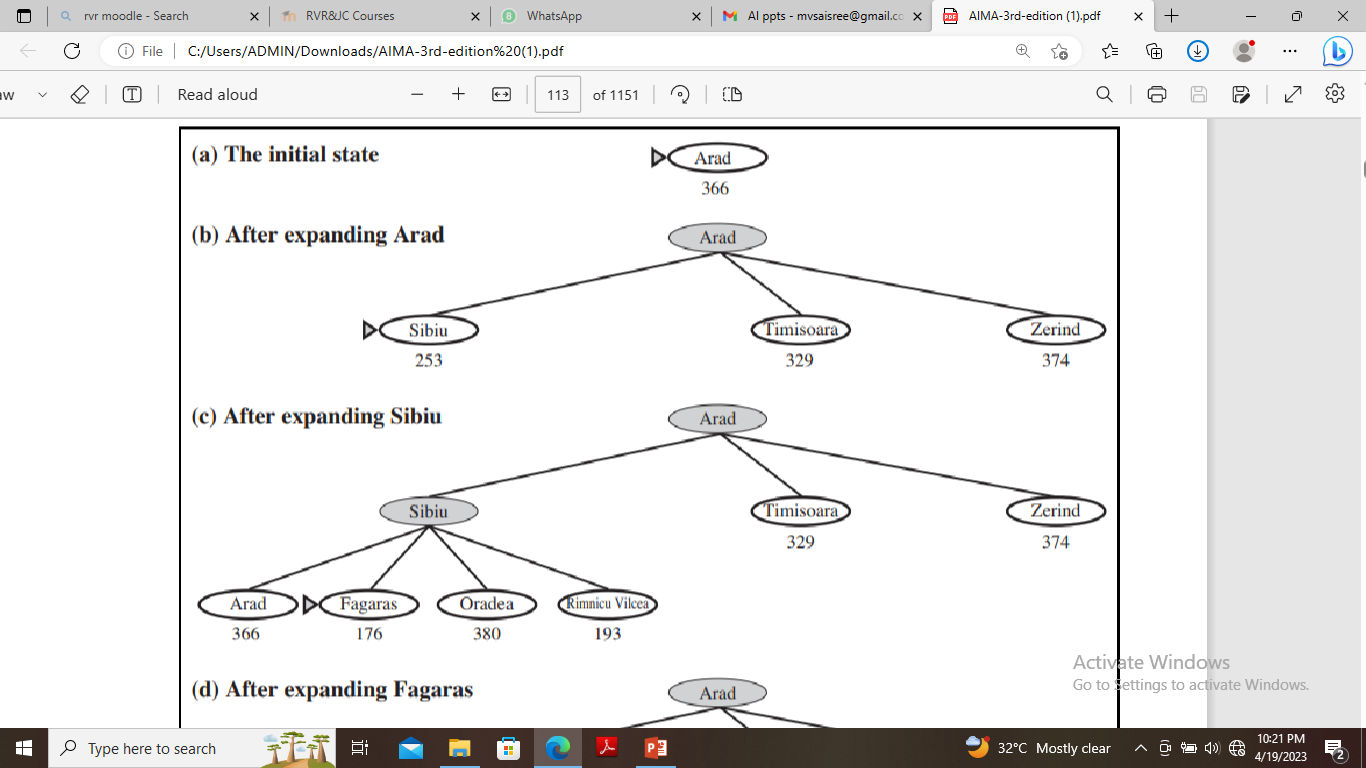 rvr moodle - Search
RVR&JC Courses
WhatsApp
AI ppts - mvsaisree@gmail.cc
AIMA-3rd-edition (1).pdf
File
C:/Users/ADMIN/Downloads/AIMA-3rd-edition%20(1).pdf
aw
Read aloud
113
of 1151
(a) The initial state
Arad
366
(b) After expanding Arad
Arad
Sibiu
Timisoara
Zerind
253
329
374
(c) After expanding Sibiu
Arad
Sibiu
Timisoara
Zerind
329
374
Arad
Fagaras
Oradea
Rimnicu Vilcea
366
176
380
193
Activate Windows
Go to Settings to activate Windows.
(d) After expanding Fagaras
Arad
Type here to search
32°C Mostly clear
10:21 PM
4/19/2023
2